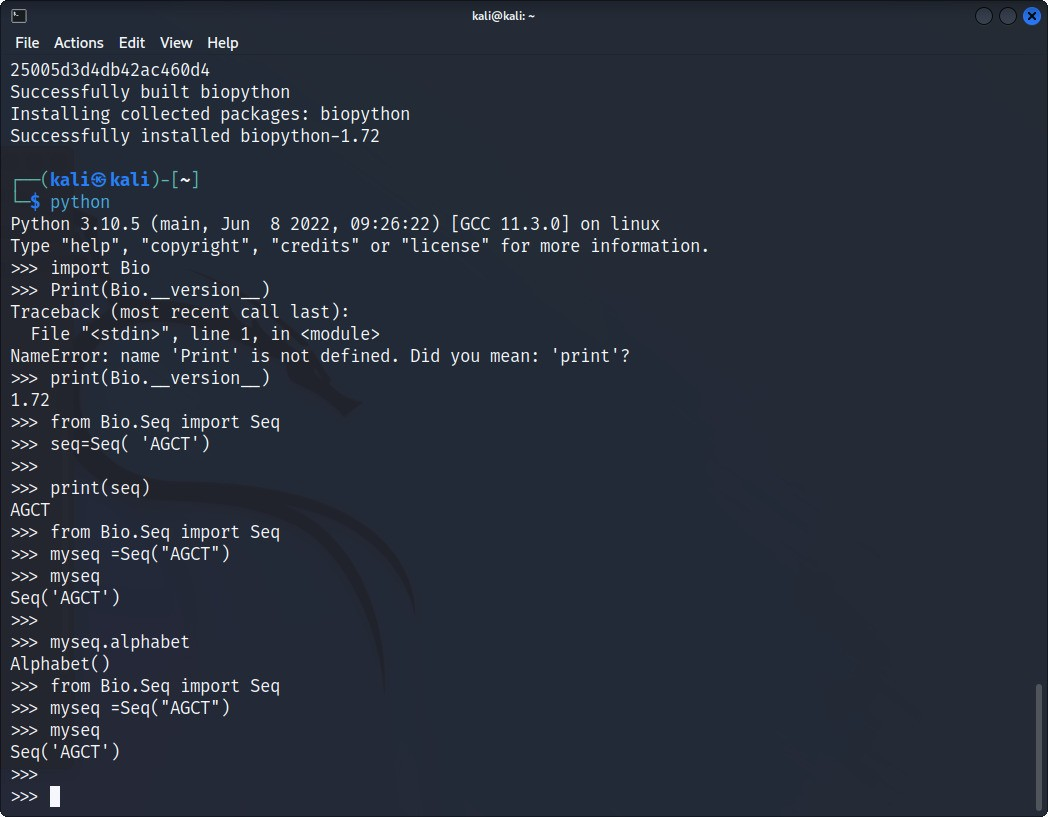 kali@kali: ~
File Actions Edit View Help
25005d3d4db42ac460d4
Successfully built biopython
Installing collected packages: biopython
Successfully installed biopython-1.72
┌──(kali㉿kali)-[~]
└─$ python
Python 3.10.5 (main, Jun  8 2022, 09:26:22) [GCC 11.3.0] on linux
Type "help", "copyright", "credits" or "license" for more information.
>>> import Bio
>>> Print(Bio.__version__)
Traceback (most recent call last):
  File "<stdin>", line 1, in <module>
NameError: name 'Print' is not defined. Did you mean: 'print'?
>>> print(Bio.__version__)
1.72
>>> from Bio.Seq import Seq
>>> seq=Seq( 'AGCT')
>>>
>>> print(seq)
AGCT
>>> from Bio.Seq import Seq
>>> myseq =Seq("AGCT")
>>> myseq
Seq('AGCT')
>>>
>>> myseq.alphabet
Alphabet()
>>> from Bio.Seq import Seq
>>> myseq =Seq("AGCT")
>>> myseq
Seq('AGCT')
>>>
>>>